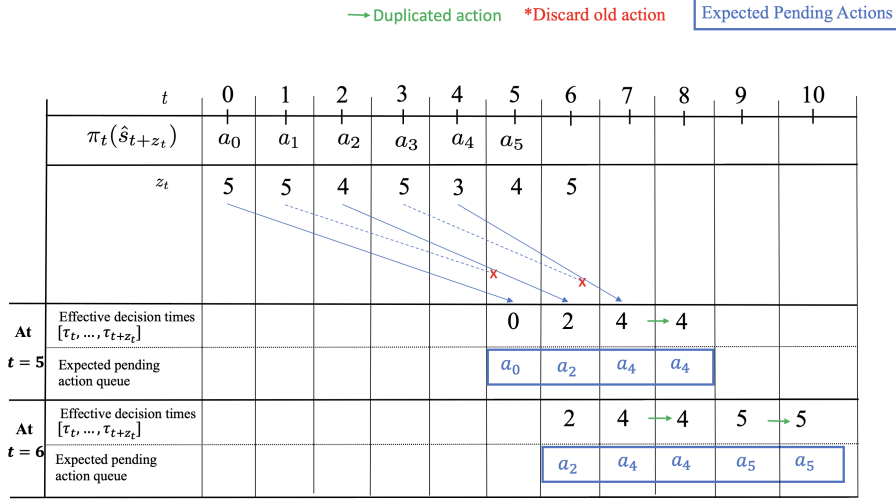 Duplicated action *Discard old action Expected Pending Actions
t 0 1 2 3 4 5 6 7 8 9 10
π_t(ŝ_{t+z_t}) a_0 a_1 a_2 a_3 a_4 a_5
z_t 5 5 4 5 3 4 5
x x
At t = 5
Effective decision times
[τ_t, ..., τ_{t+z_t}]
0 2 4 → 4
Expected pending
action queue
a_0 a_2 a_4 a_4
At t = 6
Effective decision times
[τ_t, ..., τ_{t+z_t}]
2 4 → 4 5 → 5
Expected pending
action queue
a_2 a_4 a_4 a_5 a_5